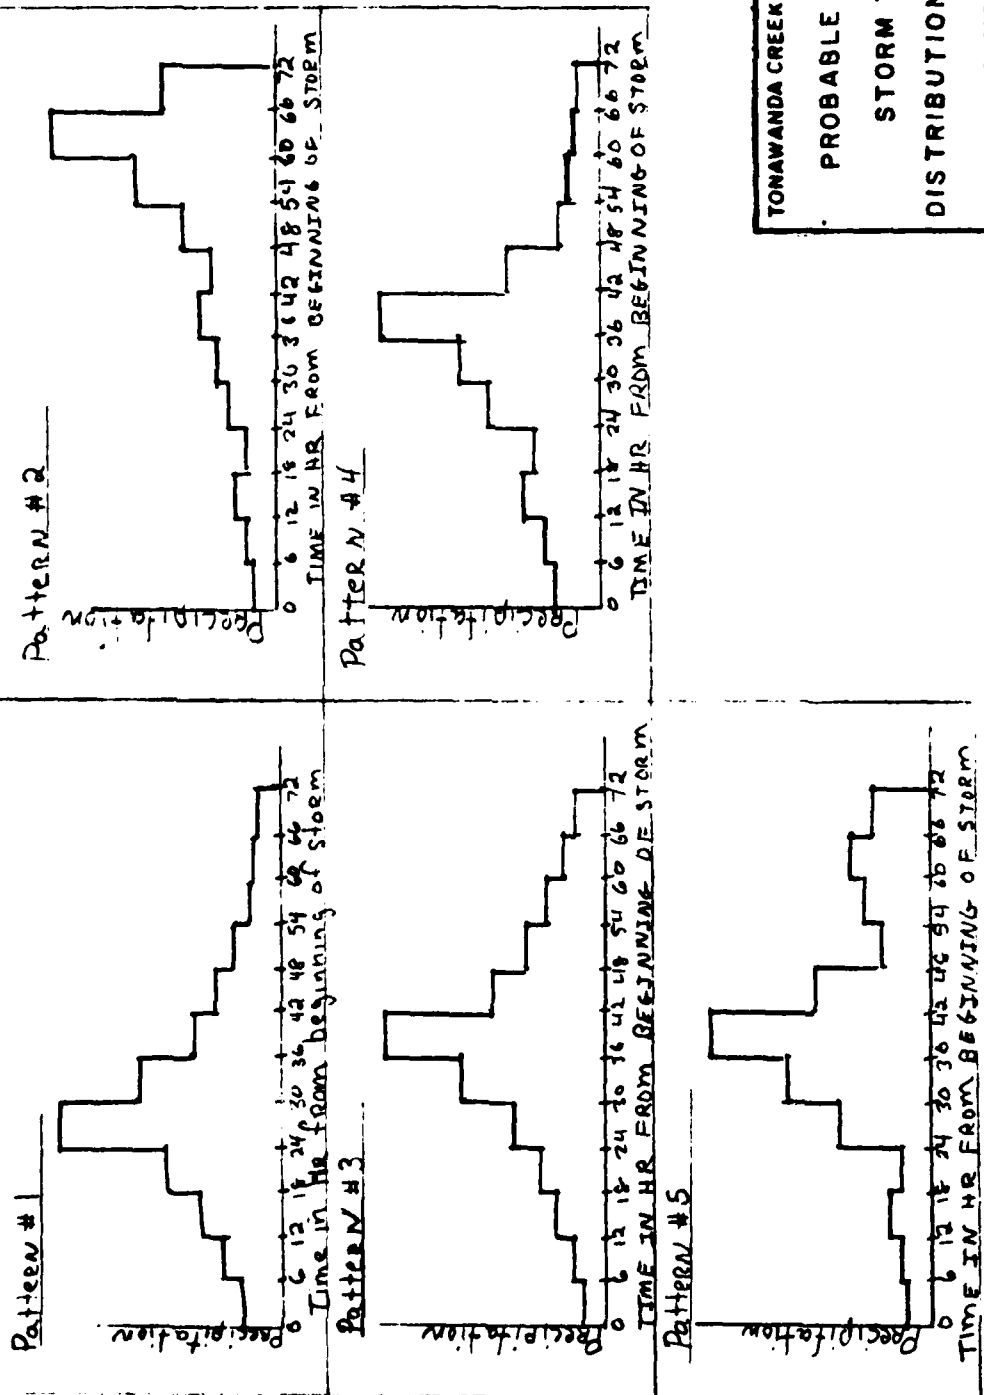 Pattern #1
Precipitation
0 6 12 18 24 30 36 42 48 54 60 66 72
Time in HR from beginning of storm
Pattern #2
Precipitation
0 6 12 18 24 30 36 42 48 54 60 66 72
TIME IN HR FROM BEGINNING OF STORM
Pattern #3
0 6 12 18 24 30 36 42 48 54 60 66 72
TIME IN HR FROM BEGINNING OF STORM
Pattern #4
Precipitation
0 6 12 18 24 30 36 42 48 54 60 66 72
TIME IN HR FROM BEGINNING OF STORM
Pattern #5
Precipitation
0 6 12 18 24 30 36 42 48 54 60 66 72
TIME IN HR FROM BEGINNING OF STORM
TONAWANDA CREEK
PROBABLE
STORM
DISTRIBUTION